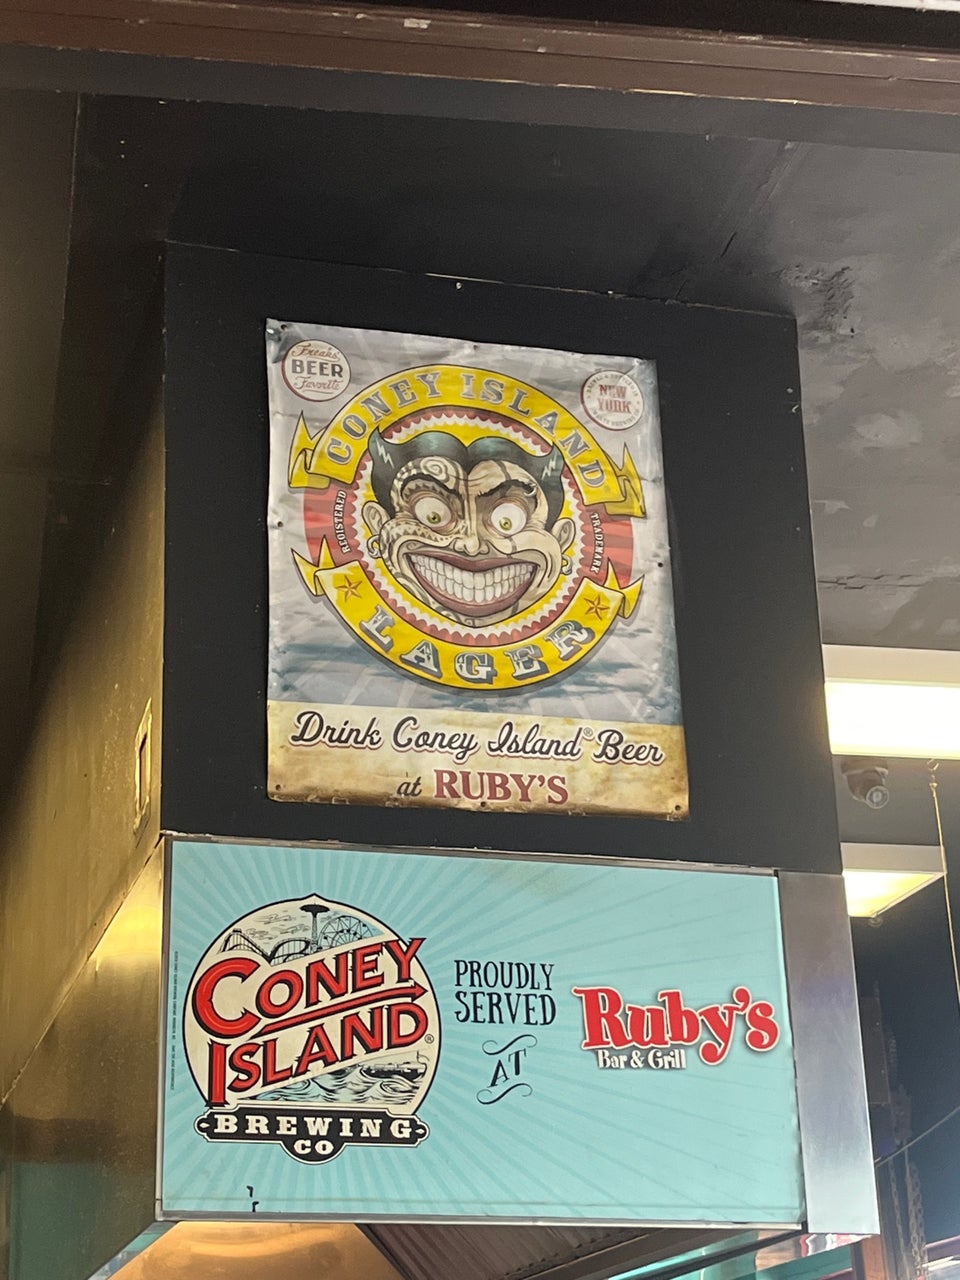 Freaks'
BEER
Favorite
NEW
YORK
CONEY ISLAND
REGISTERED
TRADEMARK
LAGER
Drink Coney Island® Beer
at RUBY'S
CONEY
ISLAND®
BREWING
CO
PROUDLY
SERVED
AT
Ruby's
Bar & Grill